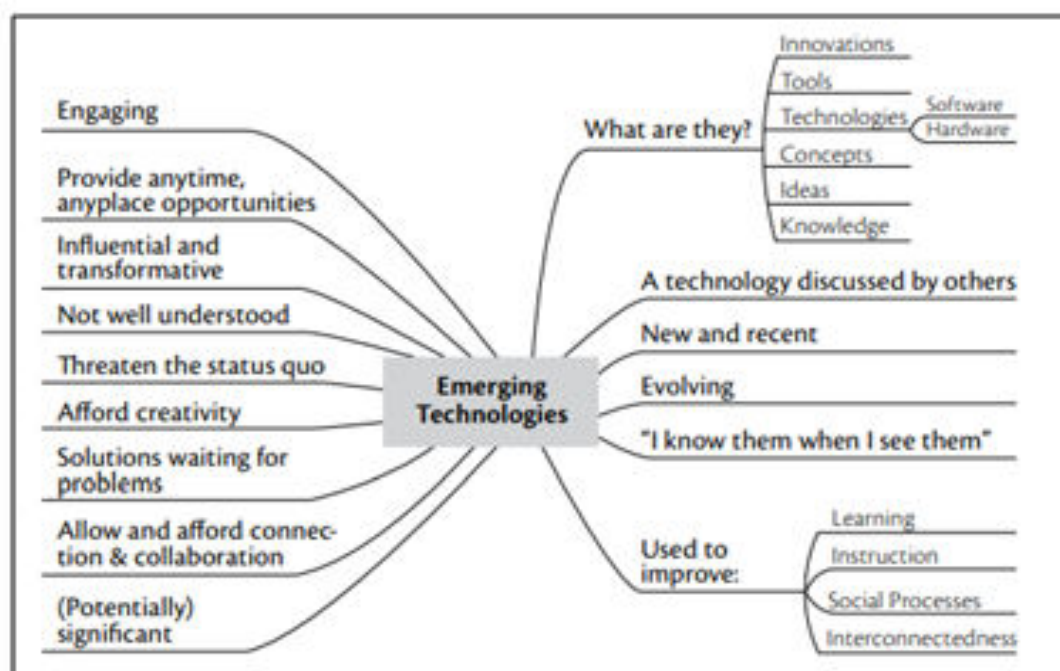 Engaging
Provide anytime,
anyplace opportunities
Influential and
transformative
Not well understood
Threaten the status quo
Afford creativity
Solutions waiting for
problems
Allow and afford connec-
tion & collaboration
(Potentially)
significant
Emerging
Technologies
What are they?
Innovations
Tools
Technologies
Software
Hardware
Concepts
Ideas
Knowledge
A technology discussed by others
New and recent
Evolving
"I know them when I see them"
Used to
improve:
Learning
Instruction
Social Processes
Interconnectedness